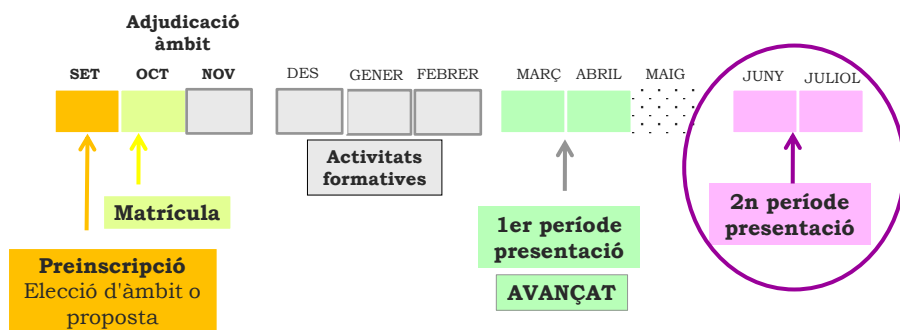 Adjudicació
àmbit
SET OCT NOV DES GENER FEBRER MARÇ ABRIL MAIG JUNY JULIOL
Activitats
formatives
Matrícula
Preinscripció
Elecció d'àmbit o
proposta
1er període
presentació
AVANÇAT
2n període
presentació